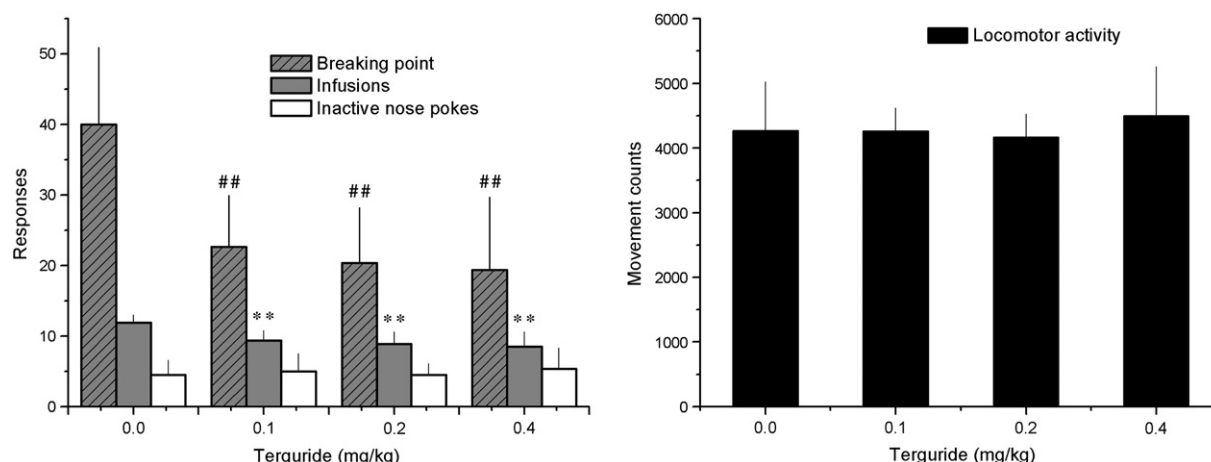 50
40
30
20
10
0
Responses
Breaking point
Infusions
Inactive nose pokes
##
##
##
**
**
**
0.0 0.1 0.2 0.4
Terguride (mg/kg)
6000
5000
4000
3000
2000
1000
0
Movement counts
Locomotor activity
0.0 0.1 0.2 0.4
Terguride (mg/kg)